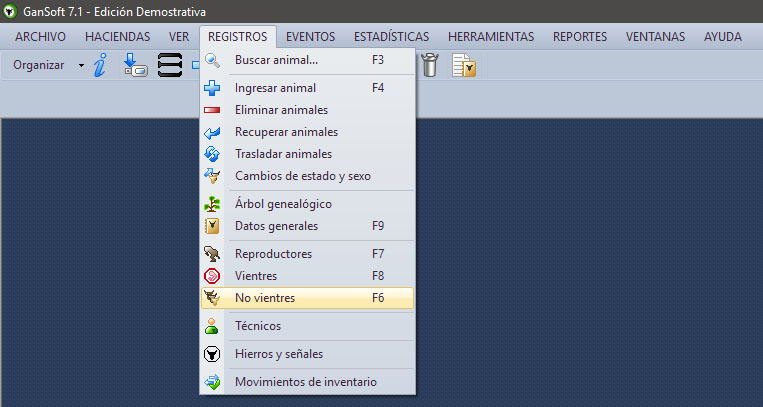 GanSoft 7.1 - Edición Demostrativa
ARCHIVO HACIENDAS VER REGISTROS EVENTOS ESTADÍSTICAS HERRAMIENTAS REPORTES VENTANAS AYUDA
Organizar
Buscar animal... F3
Ingresar animal F4
Eliminar animales
Recuperar animales
Trasladar animales
Cambios de estado y sexo
Árbol genealógico
Datos generales F9
Reproductores F7
Vientres F8
No vientres F6
Técnicos
Hierros y señales
Movimientos de inventario